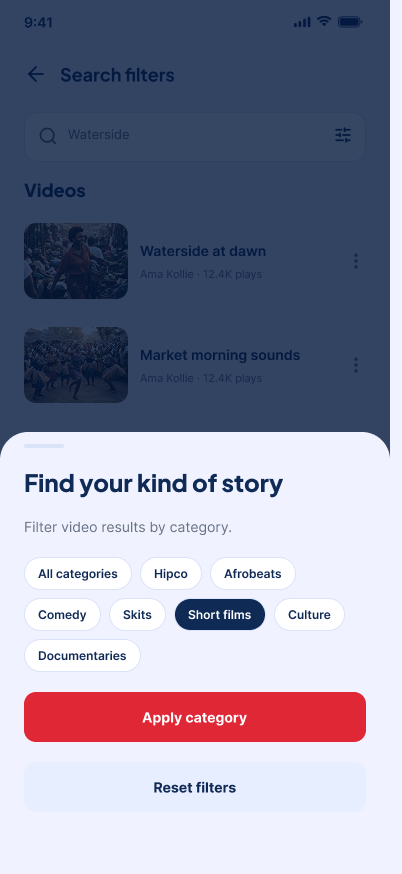 9:41
Search filters
Waterside
Videos
Waterside at dawn
Ama Kollie · 12.4K plays
Market morning sounds
Ama Kollie · 12.4K plays
Find your kind of story
Filter video results by category.
All categories Hipco Afrobeats
Comedy Skits Short films Culture
Documentaries
Apply category
Reset filters